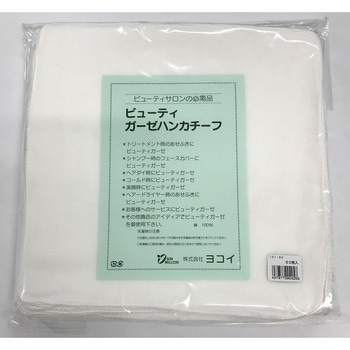 ビューティサロンの必需品
ビューティ
ガーゼハンカチーフ
●トリートメント時のあせふきに
ビューティガーゼ
●シャンプー時のフェースカバーに
ビューティガーゼ
●ヘアダイ時にビューティガーゼ
●コールド時にビューティガーゼ
●美顔時にビューティガーゼ
●ヘアードライヤー時のあせふきに
ビューティガーゼ
●お客様へのサービスにビューティガーゼ
●その他貴店のアイディアでビューティガーゼ
を御使用下さい。
綿 100%
SUN MILLION
株式会社 ヨコイ